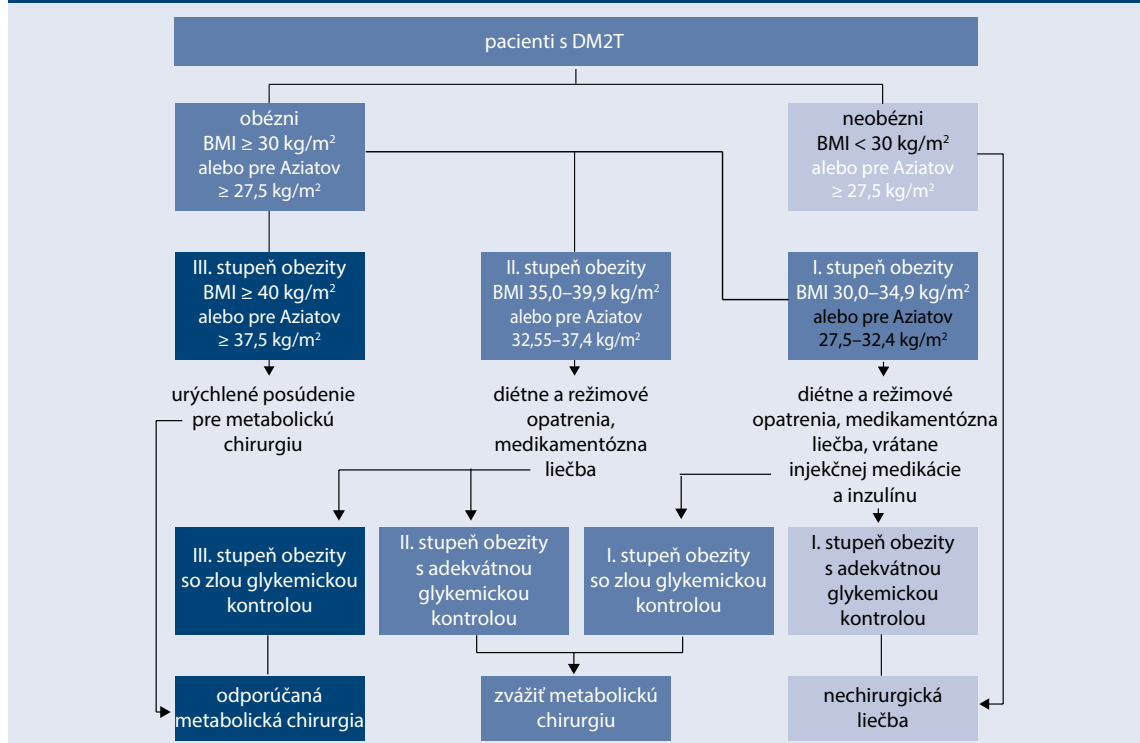 pacienti s DM2T
obézni
BMI ≥ 30 kg/m²
alebo pre Aziatov
≥ 27,5 kg/m²
neobézni
BMI < 30 kg/m²
alebo pre Aziatov
≥ 27,5 kg/m²
III. stupeň obezity
BMI ≥ 40 kg/m²
alebo pre Aziatov
≥ 37,5 kg/m²
II. stupeň obezity
BMI 35,0–39,9 kg/m²
alebo pre Aziatov
32,55–37,4 kg/m²
I. stupeň obezity
BMI 30,0–34,9 kg/m²
alebo pre Aziatov
27,5–32,4 kg/m²
urýchlené posúdenie
pre metabolickú
chirurgiu
diétne a režimové
opatrenia,
medikamentózna
liečba
diétne a režimové
opatrenia, medikamentózna
liečba, vrátane
injekčnej medikácie
a inzulínu
III. stupeň obezity
so zlou glykemickou
kontrolou
II. stupeň obezity
s adekvátnou
glykemickou
kontrolou
I. stupeň obezity
so zlou glykemickou
kontrolou
I. stupeň obezity
s adekvátnou
glykemickou
kontrolou
odporúčaná
metabolická chirurgia
zvážiť metabolickú
chirurgiu
nechirurgická
liečba